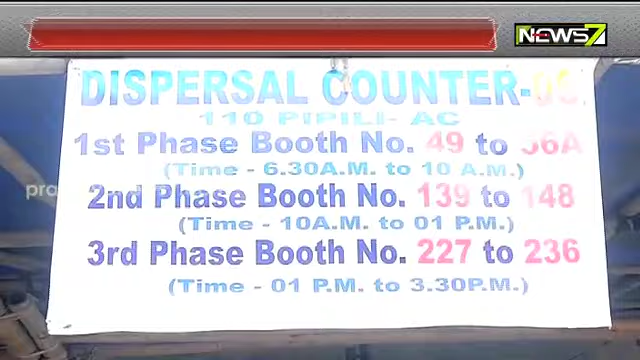 NEWS7
DISPERSAL COUNTER-
110 PIPILI- AC
1st Phase Booth No. 49 to 56A
(Time - 6.30A.M. to 10 A.M.)
2nd Phase Booth No. 139 to 148
(Time - 10A.M. to 01 P.M.)
3rd Phase Booth No. 227 to 236
(Time - 01 P.M. to 3.30P.M.)